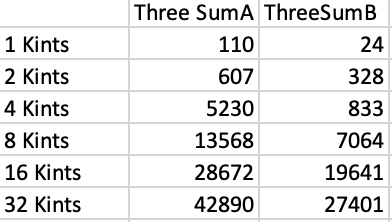 Three SumA ThreeSumB
1 Kints 110 24
2 Kints 607 328
4 Kints 5230 833
8 Kints 13568 7064
16 Kints 28672 19641
32 Kints 42890 27401